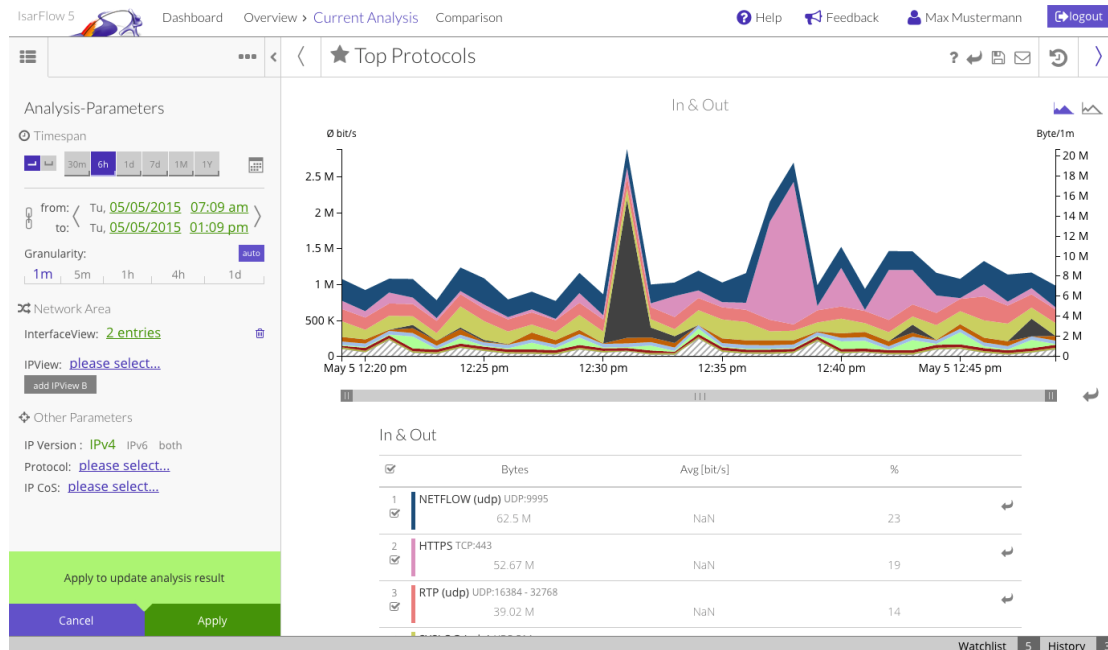 IsarFlow 5
Dashboard Overview › Current Analysis Comparison
Help Feedback Max Mustermann logout
Top Protocols
?
Analysis-Parameters
Timespan
30m 6h 1d 7d 1M 1Y
from: Tu, 05/05/2015 07:09 am
to: Tu, 05/05/2015 01:09 pm
Granularity: auto
1m 5m 1h 4h 1d
Network Area
InterfaceView: 2 entries
IPView: please select...
add IPView B
Other Parameters
IP Version : IPv4 IPv6 both
Protocol: please select...
IP CoS: please select...
Apply to update analysis result
Cancel Apply
In & Out
Ø bit/s
Byte/1m
2.5 M
2 M
1.5 M
1 M
500 K
0
20 M
18 M
16 M
14 M
12 M
10 M
8 M
6 M
4 M
2 M
0
May 5 12:20 pm 12:25 pm 12:30 pm 12:35 pm 12:40 pm May 5 12:45 pm
In & Out
Bytes Avg [bit/s] %
1 NETFLOW (udp) UDP:9995
62.5 M NaN 23
2 HTTPS TCP:443
52.67 M NaN 19
3 RTP (udp) UDP:16384 - 32768
39.02 M NaN 14
Watchlist 5 History